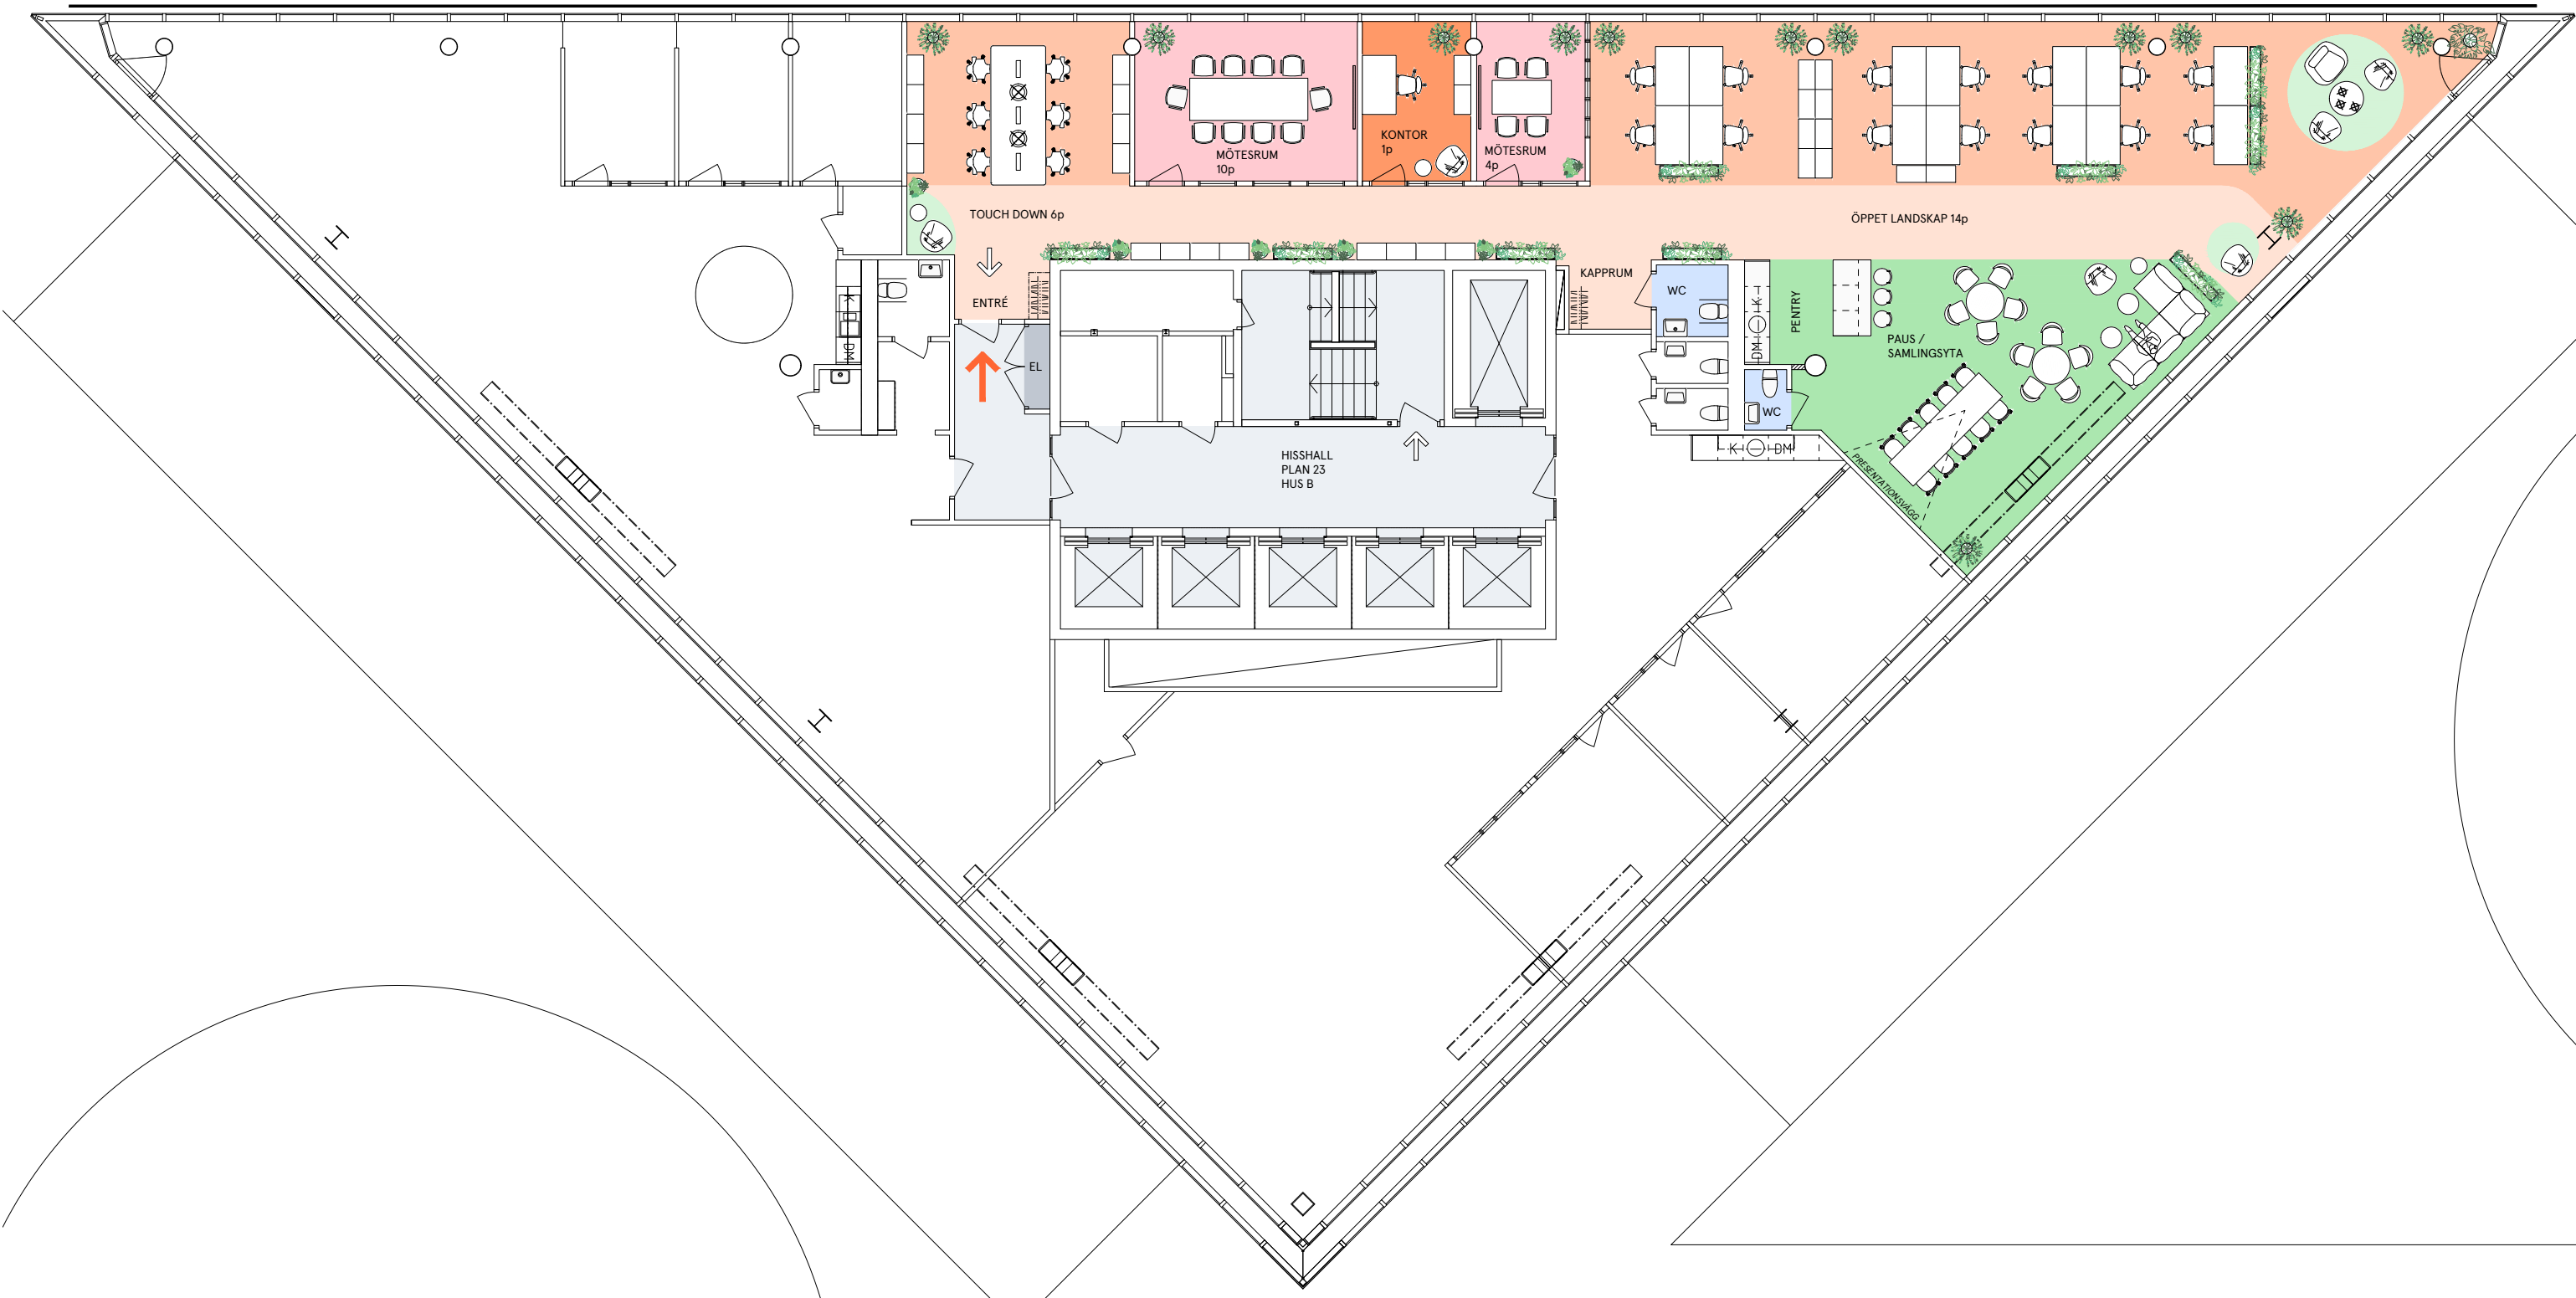 MÖTESRUM
10p
KONTOR
1p
MÖTESRUM
4p
TOUCH DOWN 6p
ÖPPET LANDSKAP 14p
ENTRÉ
KAPPRUM
WC
PENTRY
K
DM
PAUS /
SAMLINGSYTA
K
DM
EL
WC
K
DM
HISSHALL
PLAN 23
HUS B
PRESENTATIONSVÄGG